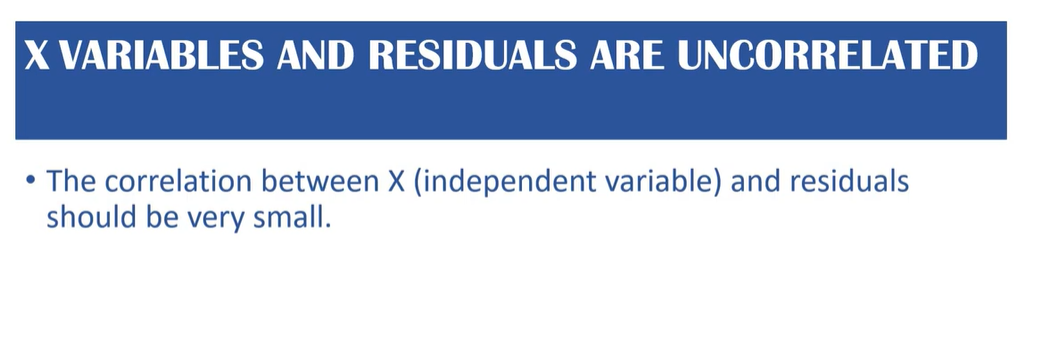 X VARIABLES AND RESIDUALS ARE UNCORRELATED
• The correlation between X (independent variable) and residuals
should be very small.